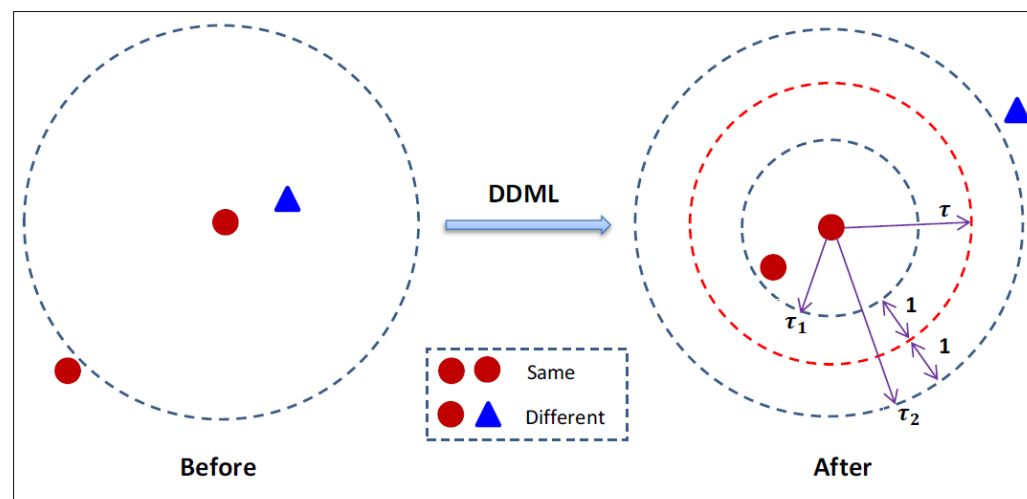 DDML
τ
τ₁
1
1
τ₂
Same
Different
Before
After